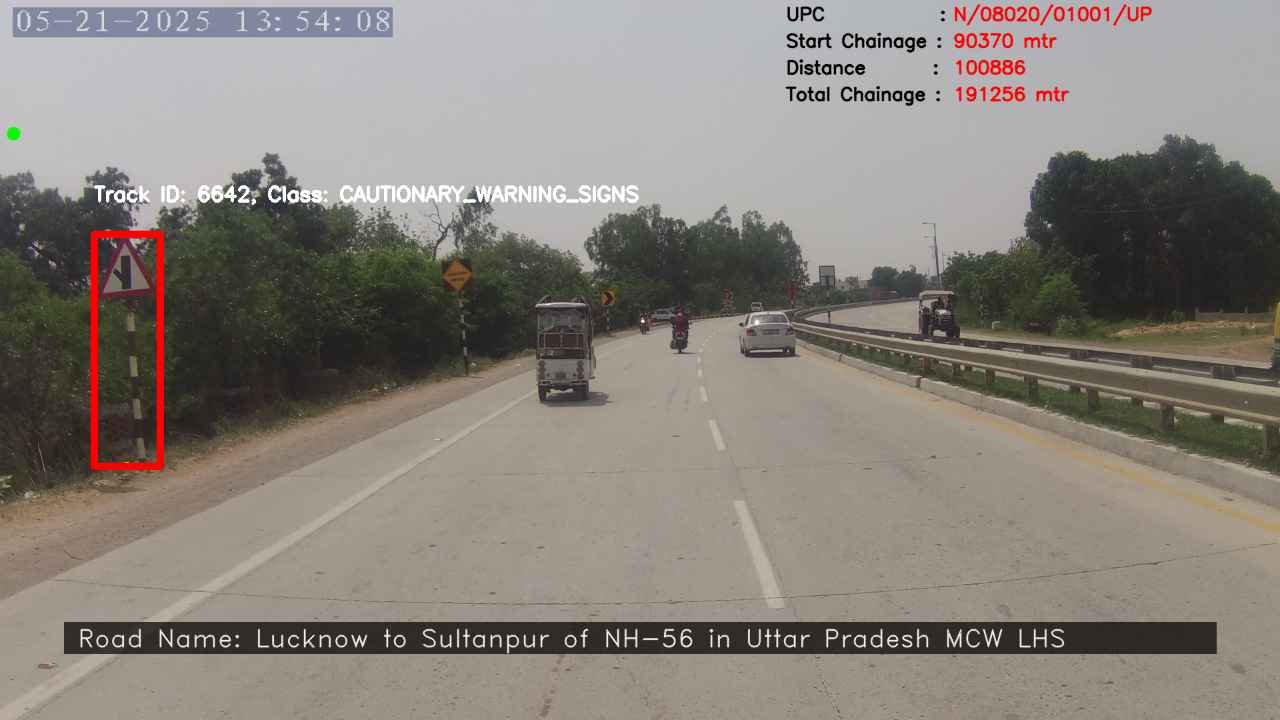 05-21-2025 13:54:08
UPC : N/08020/01001/UP
Start Chainage : 90370 mtr
Distance : 100886
Total Chainage : 191256 mtr
Track ID: 6642, Class: CAUTIONARY_WARNING_SIGNS
Road Name: Lucknow to Sultanpur of NH-56 in Uttar Pradesh MCW LHS